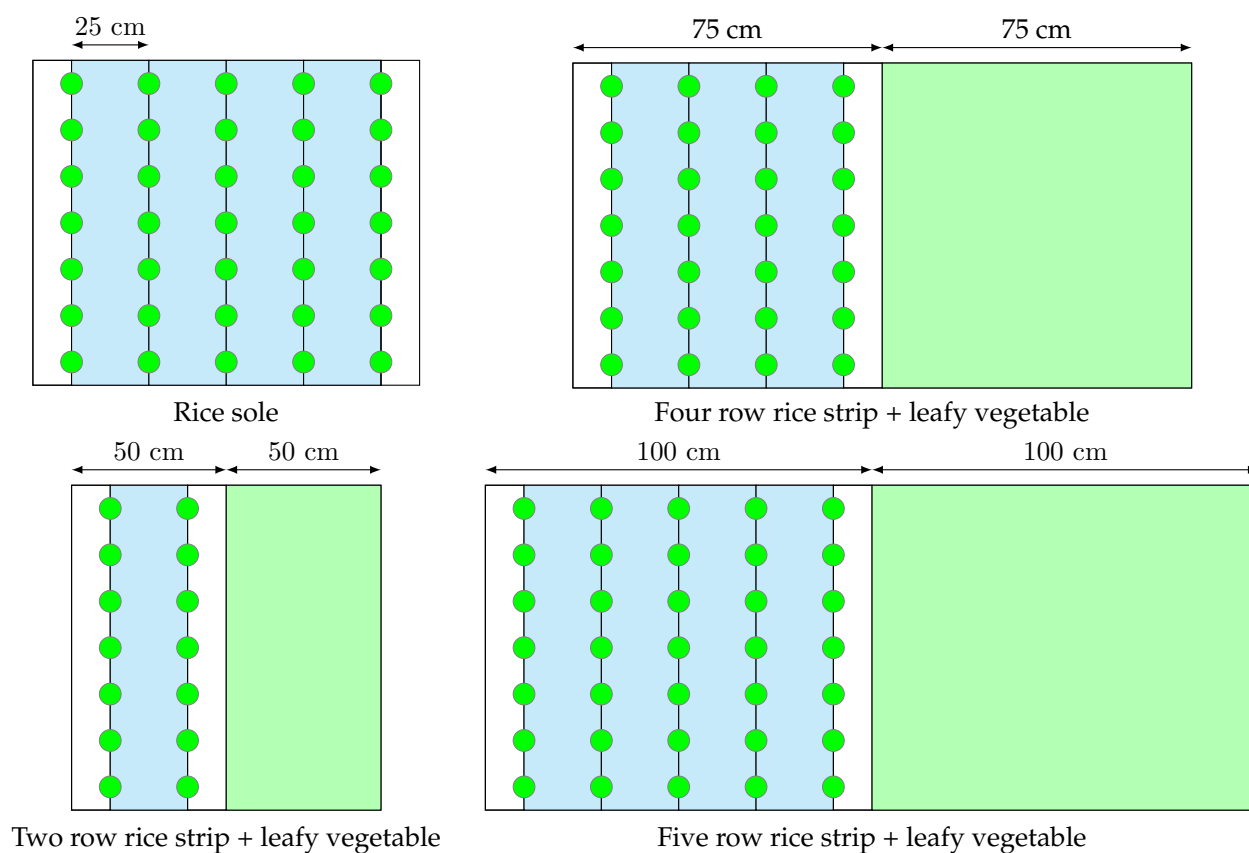 25 cm
75 cm 75 cm
Rice sole
Four row rice strip + leafy vegetable
50 cm 50 cm
100 cm 100 cm
Two row rice strip + leafy vegetable
Five row rice strip + leafy vegetable